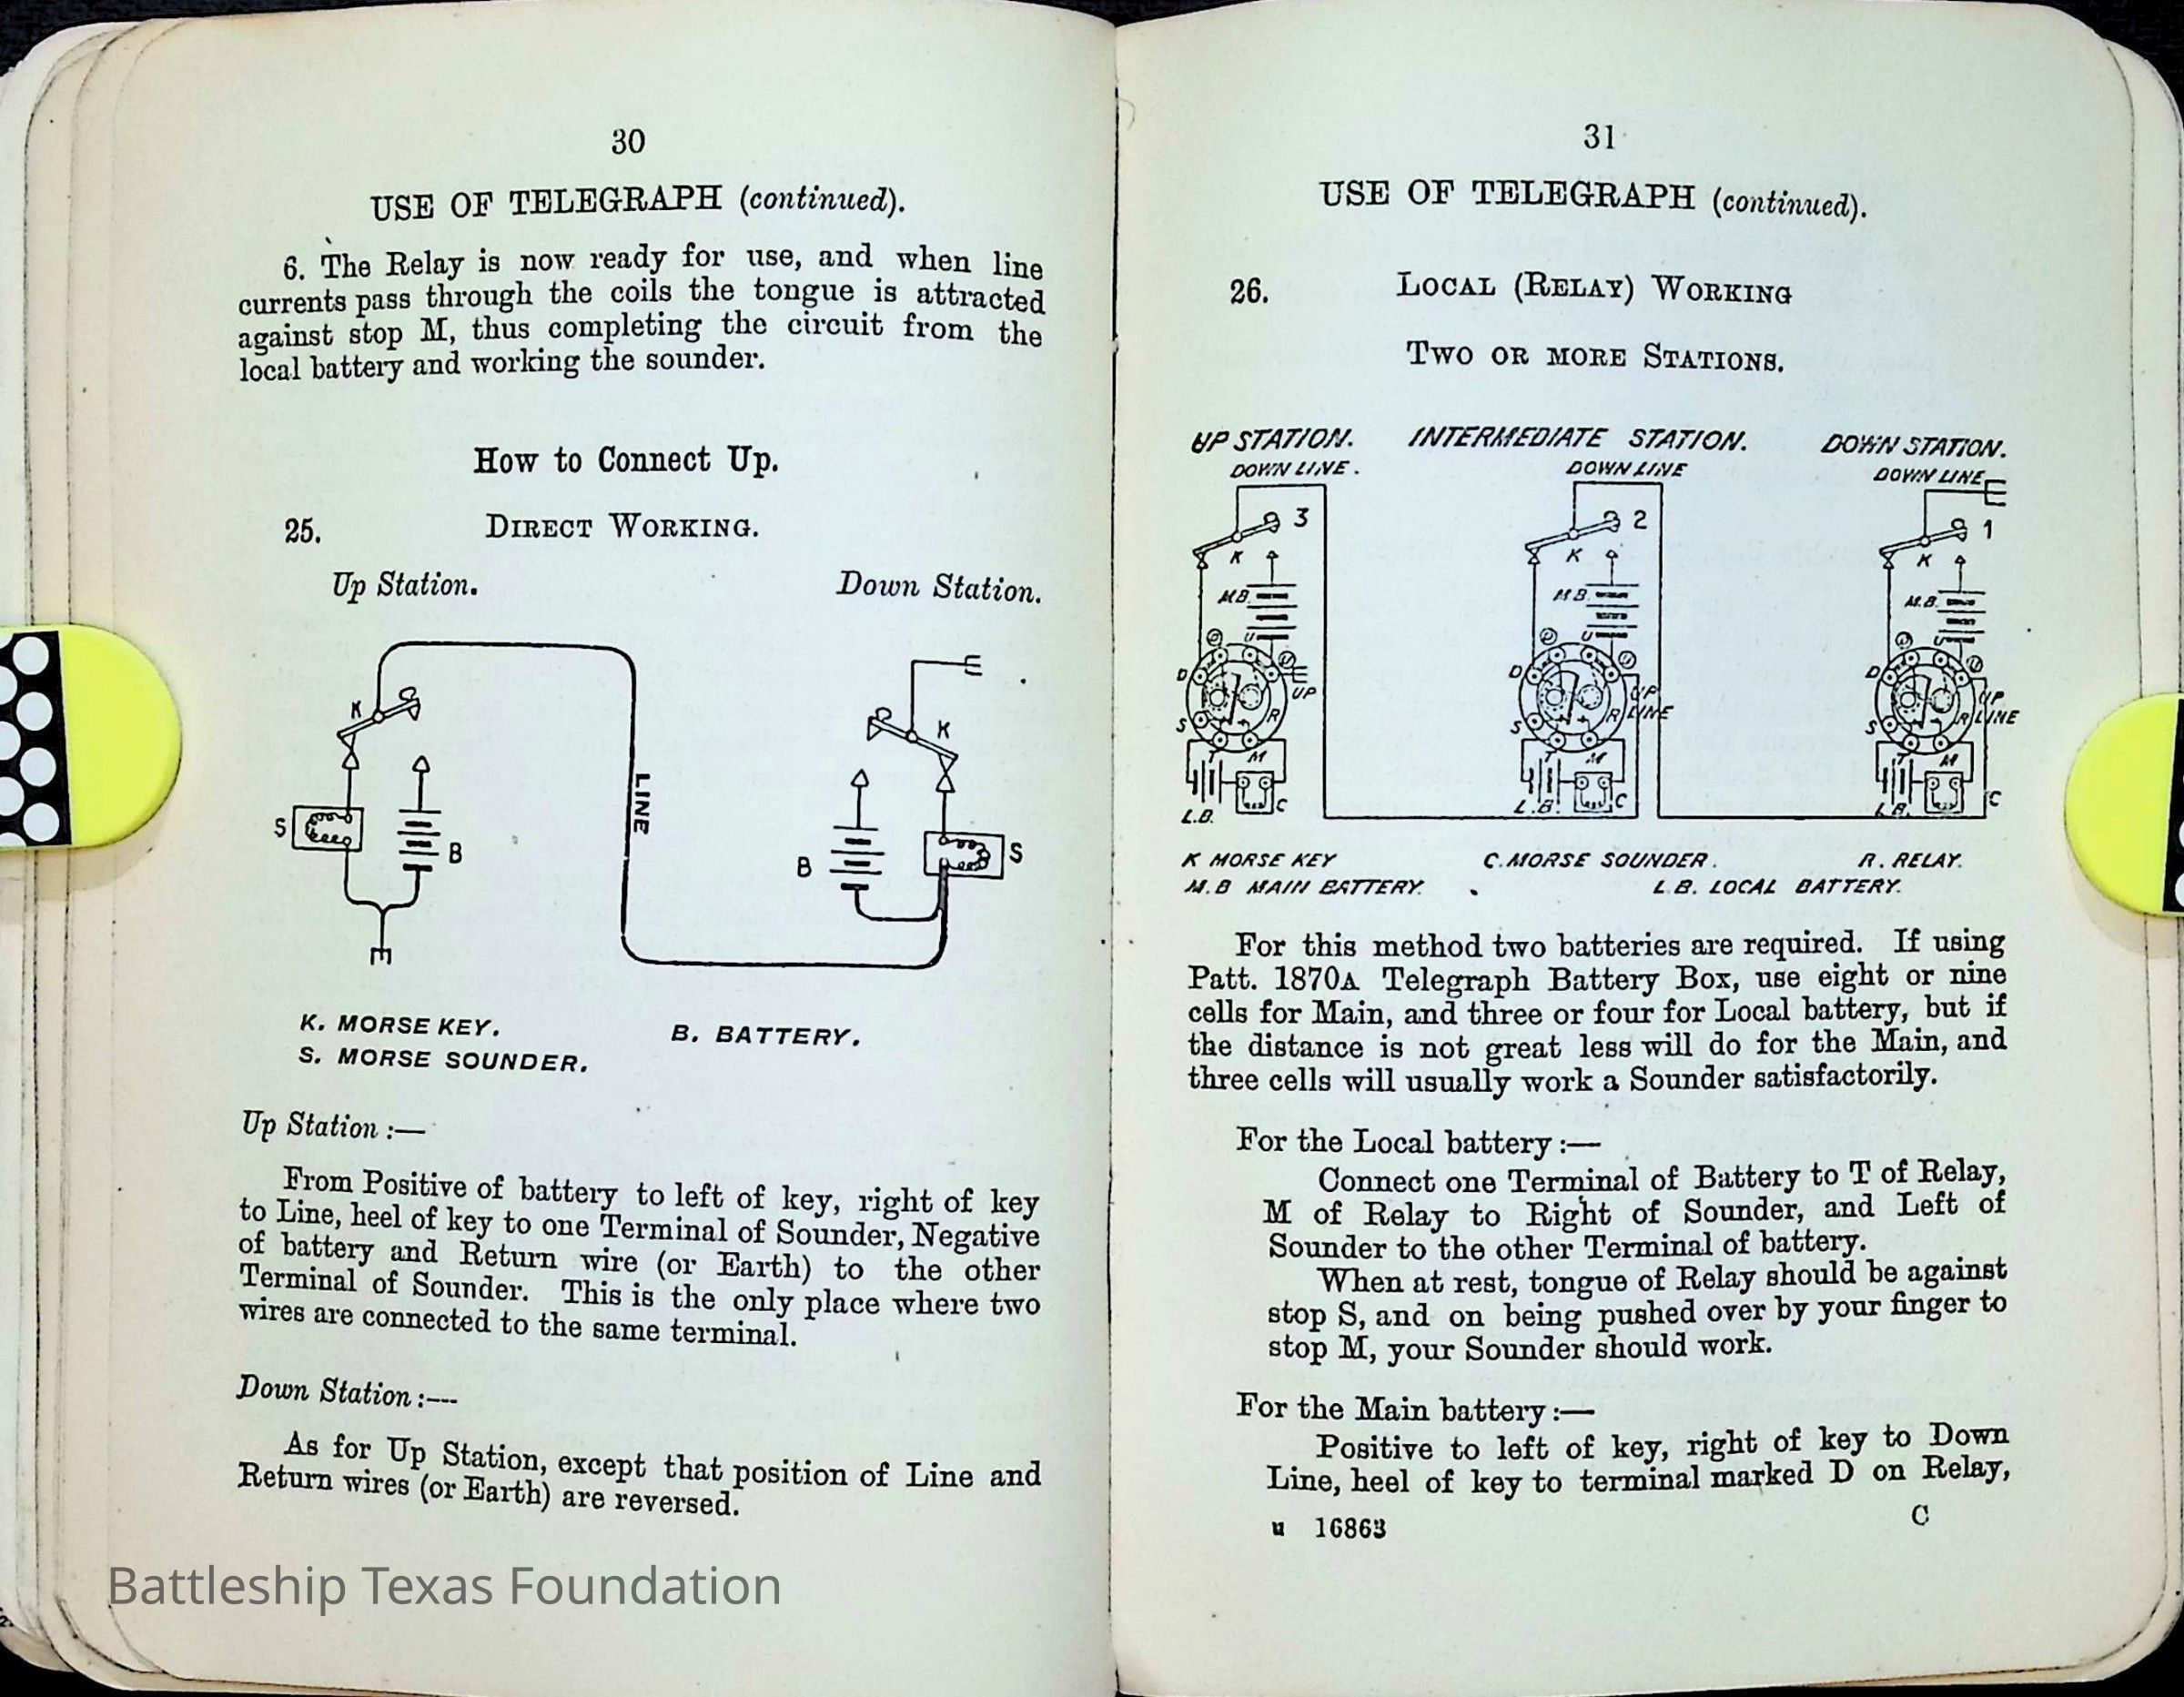 30
USE OF TELEGRAPH (continued).
6. The Relay is now ready for use, and when line
currents pass through the coils the tongue is attracted
against stop M, thus completing the circuit from the
local battery and working the sounder.
How to Connect Up.
25. DIRECT WORKING.
Up Station. Down Station.
K
K
LINE
S
B
B
S
K. MORSE KEY. B. BATTERY.
S. MORSE SOUNDER.
Up Station :—
From Positive of battery to left of key, right of key
to Line, heel of key to one Terminal of Sounder, Negative
of battery and Return wire (or Earth) to the other
Terminal of Sounder. This is the only place where two
wires are connected to the same terminal.
Down Station :—
As for Up Station, except that position of Line and
Return wires (or Earth) are reversed.
Battleship Texas Foundation
31
USE OF TELEGRAPH (continued).
26. LOCAL (RELAY) WORKING
TWO OR MORE STATIONS.
UP STATION. INTERMEDIATE STATION. DOWN STATION.
DOWN LINE. DOWN LINE DOWN LINE
3 2 1
K K K
M.B. M.B. M.B.
D U U D U U D U U
D D D
UP UP LINE UP LINE
R R R
S S S
T M T M T M
L.B. C L.B. C L.B. C
K MORSE KEY C. MORSE SOUNDER. R. RELAY.
M.B MAIN BATTERY. L.B. LOCAL BATTERY.
For this method two batteries are required. If using
Patt. 1870A Telegraph Battery Box, use eight or nine
cells for Main, and three or four for Local battery, but if
the distance is not great less will do for the Main, and
three cells will usually work a Sounder satisfactorily.
For the Local battery :—
Connect one Terminal of Battery to T of Relay,
M of Relay to Right of Sounder, and Left of
Sounder to the other Terminal of battery.
When at rest, tongue of Relay should be against
stop S, and on being pushed over by your finger to
stop M, your Sounder should work.
For the Main battery :—
Positive to left of key, right of key to Down
Line, heel of key to terminal marked D on Relay,
u 16863 C